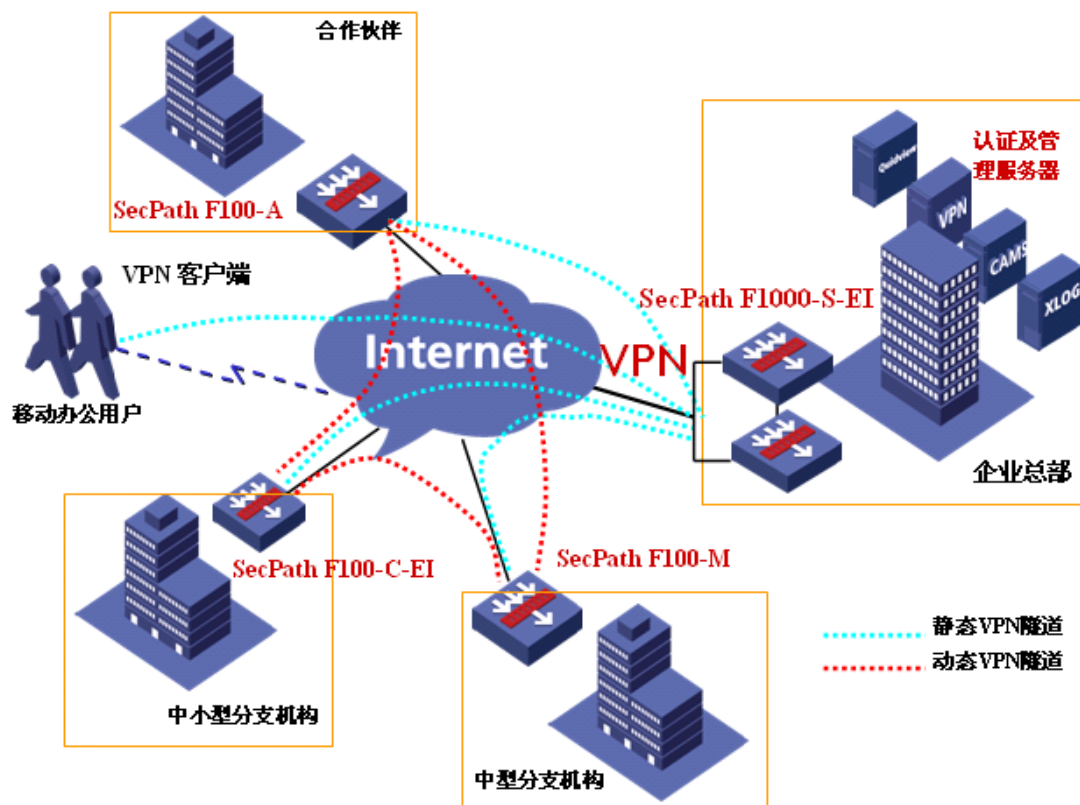 合作伙伴
认证及管
理服务器
Quidview
VPN
CAMS
XLOG
SecPath F100-A
VPN 客户端
SecPath F1000-S-EI
Internet
VPN
移动办公用户
企业总部
SecPath F100-C-EI
SecPath F100-M
静态VPN隧道
动态VPN隧道
中小型分支机构
中型分支机构